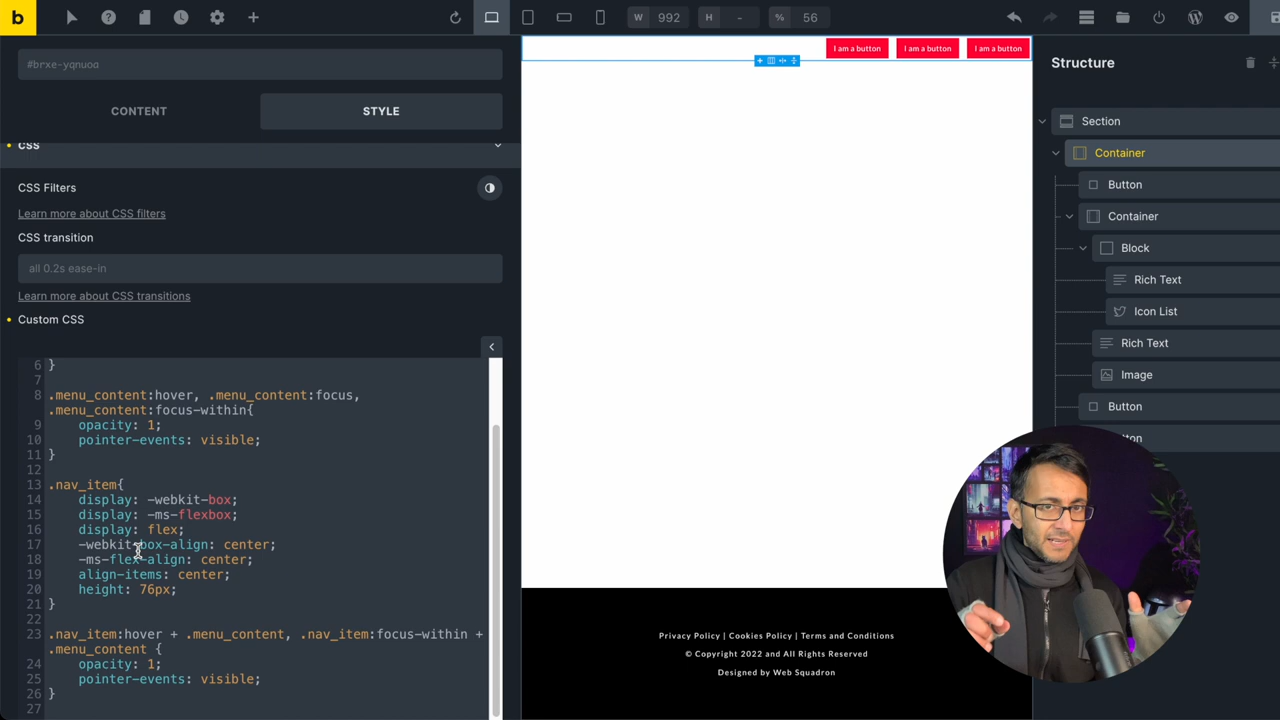 b
W 992 H - % 56
#brxe-yqnuoa
CONTENT STYLE
CSS
CSS Filters
Learn more about CSS filters
CSS transition
all 0.2s ease-in
Learn more about CSS transitions
Custom CSS
6 }
7
8 .menu_content:hover, .menu_content:focus,
.menu_content:focus-within{
9 opacity: 1;
10 pointer-events: visible;
11 }
12
13 .nav_item{
14 display: -webkit-box;
15 display: -ms-flexbox;
16 display: flex;
17 -webkit-box-align: center;
18 -ms-flex-align: center;
19 align-items: center;
20 height: 76px;
21 }
22
23 .nav_item:hover + .menu_content, .nav_item:focus-within +
.menu_content {
24 opacity: 1;
25 pointer-events: visible;
26 }
27
I am a button I am a button I am a button
Privacy Policy | Cookies Policy | Terms and Conditions
© Copyright 2022 and All Rights Reserved
Designed by Web Squadron
Structure
Section
Container
Button
Container
Block
Rich Text
Icon List
Rich Text
Image
Button